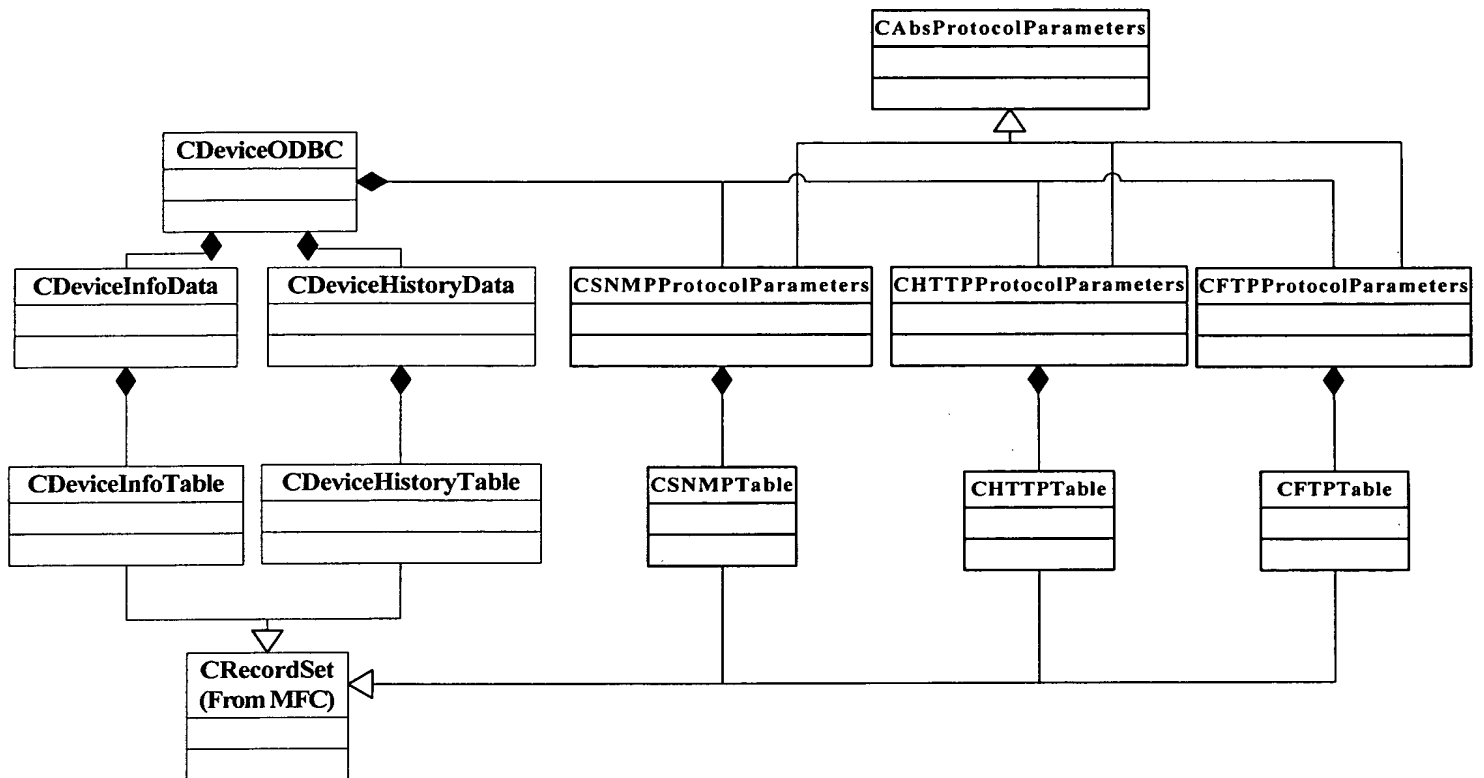 CAbsProtocolParameters
CDeviceODBC
CDeviceInfoData
CDeviceHistoryData
CSNMPProtocolParameters
CHTTPProtocolParameters
CFTPProtocolParameters
CDeviceInfoTable
CDeviceHistoryTable
CSNMPTable
CHTTPTable
CFTPTable
CRecordSet
(From MFC)